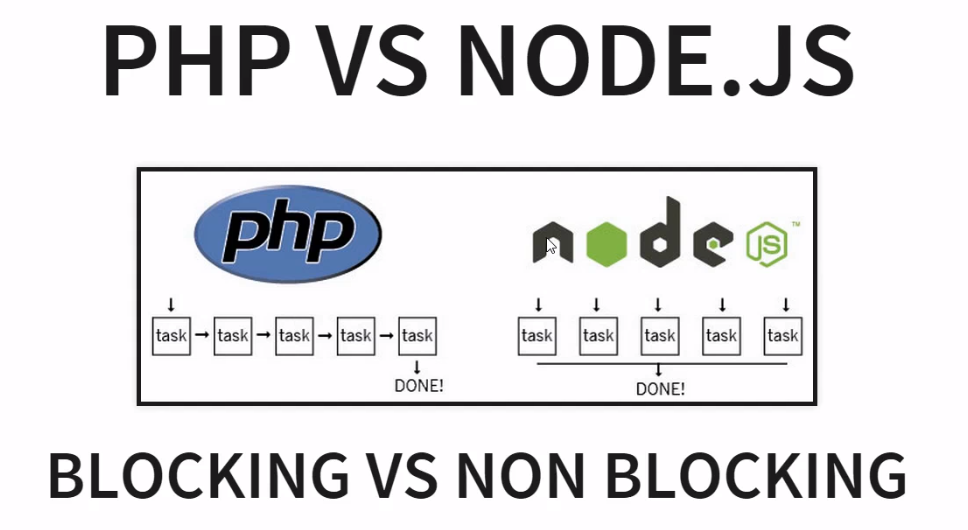 PHP VS NODE.JS
php node JS ™
task task task task task task task task task task
DONE! DONE!
BLOCKING VS NON BLOCKING